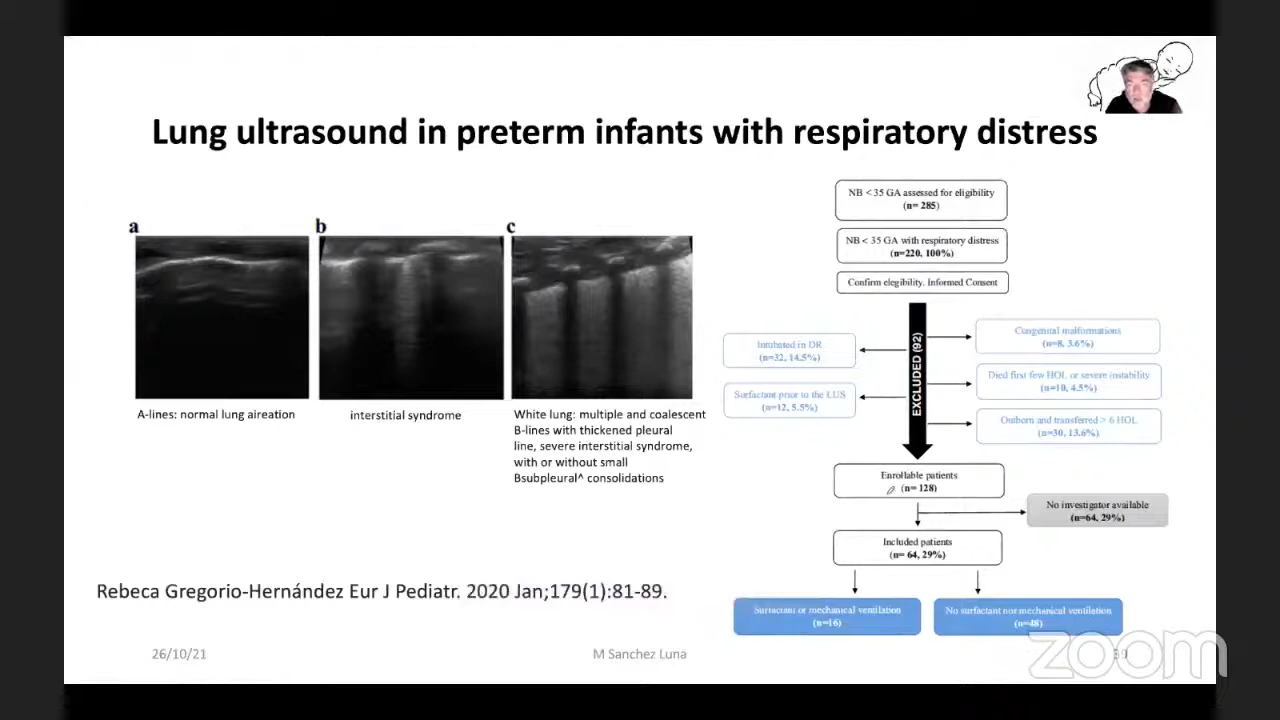 Lung ultrasound in preterm infants with respiratory distress
a
b
c
A-lines: normal lung aireation
interstitial syndrome
White lung: multiple and coalescent
B-lines with thickened pleural
line, severe interstitial syndrome,
with or without small
Bsubpleural^ consolidations
NB < 35 GA assessed for eligibility
(n= 285)
NB < 35 GA with respiratory distress
(n=220, 100%)
Confirm elegibility. Informed Consent
EXCLUDED (92)
Intubated in DR
(n=32, 14.5%)
Surfactant prior to the LUS
(n=12, 5.5%)
Congenital malformations
(n=8, 3.6%)
Died first few HOL or severe instability
(n=10, 4.5%)
Outborn and transferred > 6 HOL
(n=30, 13.6%)
Enrollable patients
(n= 128)
No investigator available
(n=64, 29%)
Included patients
(n= 64, 29%)
Surfactant or mechanical ventilation
(n=16)
No surfactant nor mechanical ventilation
(n=48)
Rebeca Gregorio-Hernández Eur J Pediatr. 2020 Jan;179(1):81-89.
26/10/21
M Sanchez Luna
39
zoom